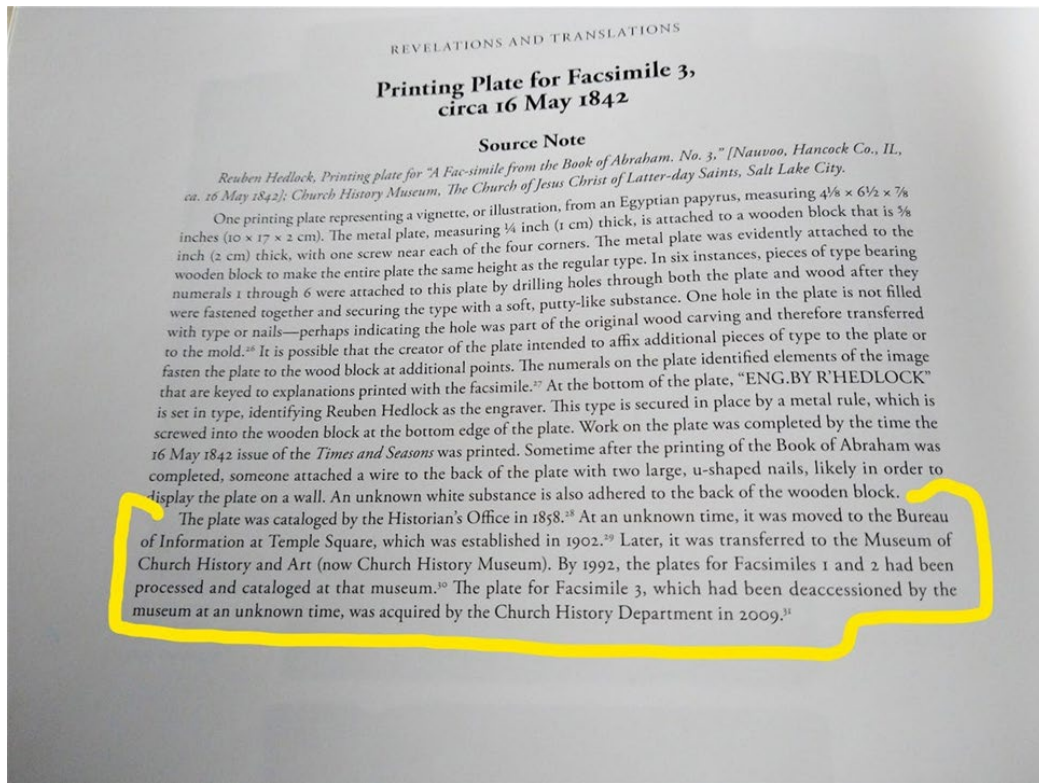 REVELATIONS AND TRANSLATIONS
Printing Plate for Facsimile 3,
circa 16 May 1842
Source Note
Reuben Hedlock, Printing plate for “A Fac-simile from the Book of Abraham. No. 3,” [Nauvoo, Hancock Co., IL,
ca. 16 May 1842]; Church History Museum, The Church of Jesus Christ of Latter-day Saints, Salt Lake City.
One printing plate representing a vignette, or illustration, from an Egyptian papyrus, measuring 4⅛ × 6½ × ⅞
inches (10 × 17 × 2 cm). The metal plate, measuring ¼ inch (1 cm) thick, is attached to a wooden block that is ⅝
inch (2 cm) thick, with one screw near each of the four corners. The metal plate was evidently attached to the
wooden block to make the entire plate the same height as the regular type. In six instances, pieces of type bearing
numerals 1 through 6 were attached to this plate by drilling holes through both the plate and wood after they
were fastened together and securing the type with a soft, putty-like substance. One hole in the plate is not filled
with type or nails—perhaps indicating the hole was part of the original wood carving and therefore transferred
to the mold.²⁶ It is possible that the creator of the plate intended to affix additional pieces of type to the plate or
fasten the plate to the wood block at additional points. The numerals on the plate identified elements of the image
that are keyed to explanations printed with the facsimile.²⁷ At the bottom of the plate, “ENG.BY R’HEDLOCK”
is set in type, identifying Reuben Hedlock as the engraver. This type is secured in place by a metal rule, which is
screwed into the wooden block at the bottom edge of the plate. Work on the plate was completed by the time the
16 May 1842 issue of the Times and Seasons was printed. Sometime after the printing of the Book of Abraham was
completed, someone attached a wire to the back of the plate with two large, u-shaped nails, likely in order to
display the plate on a wall. An unknown white substance is also adhered to the back of the wooden block.
The plate was cataloged by the Historian’s Office in 1858.²⁸ At an unknown time, it was moved to the Bureau
of Information at Temple Square, which was established in 1902.²⁹ Later, it was transferred to the Museum of
Church History and Art (now Church History Museum). By 1992, the plates for Facsimiles 1 and 2 had been
processed and cataloged at that museum.³⁰ The plate for Facsimile 3, which had been deaccessioned by the
museum at an unknown time, was acquired by the Church History Department in 2009.³¹